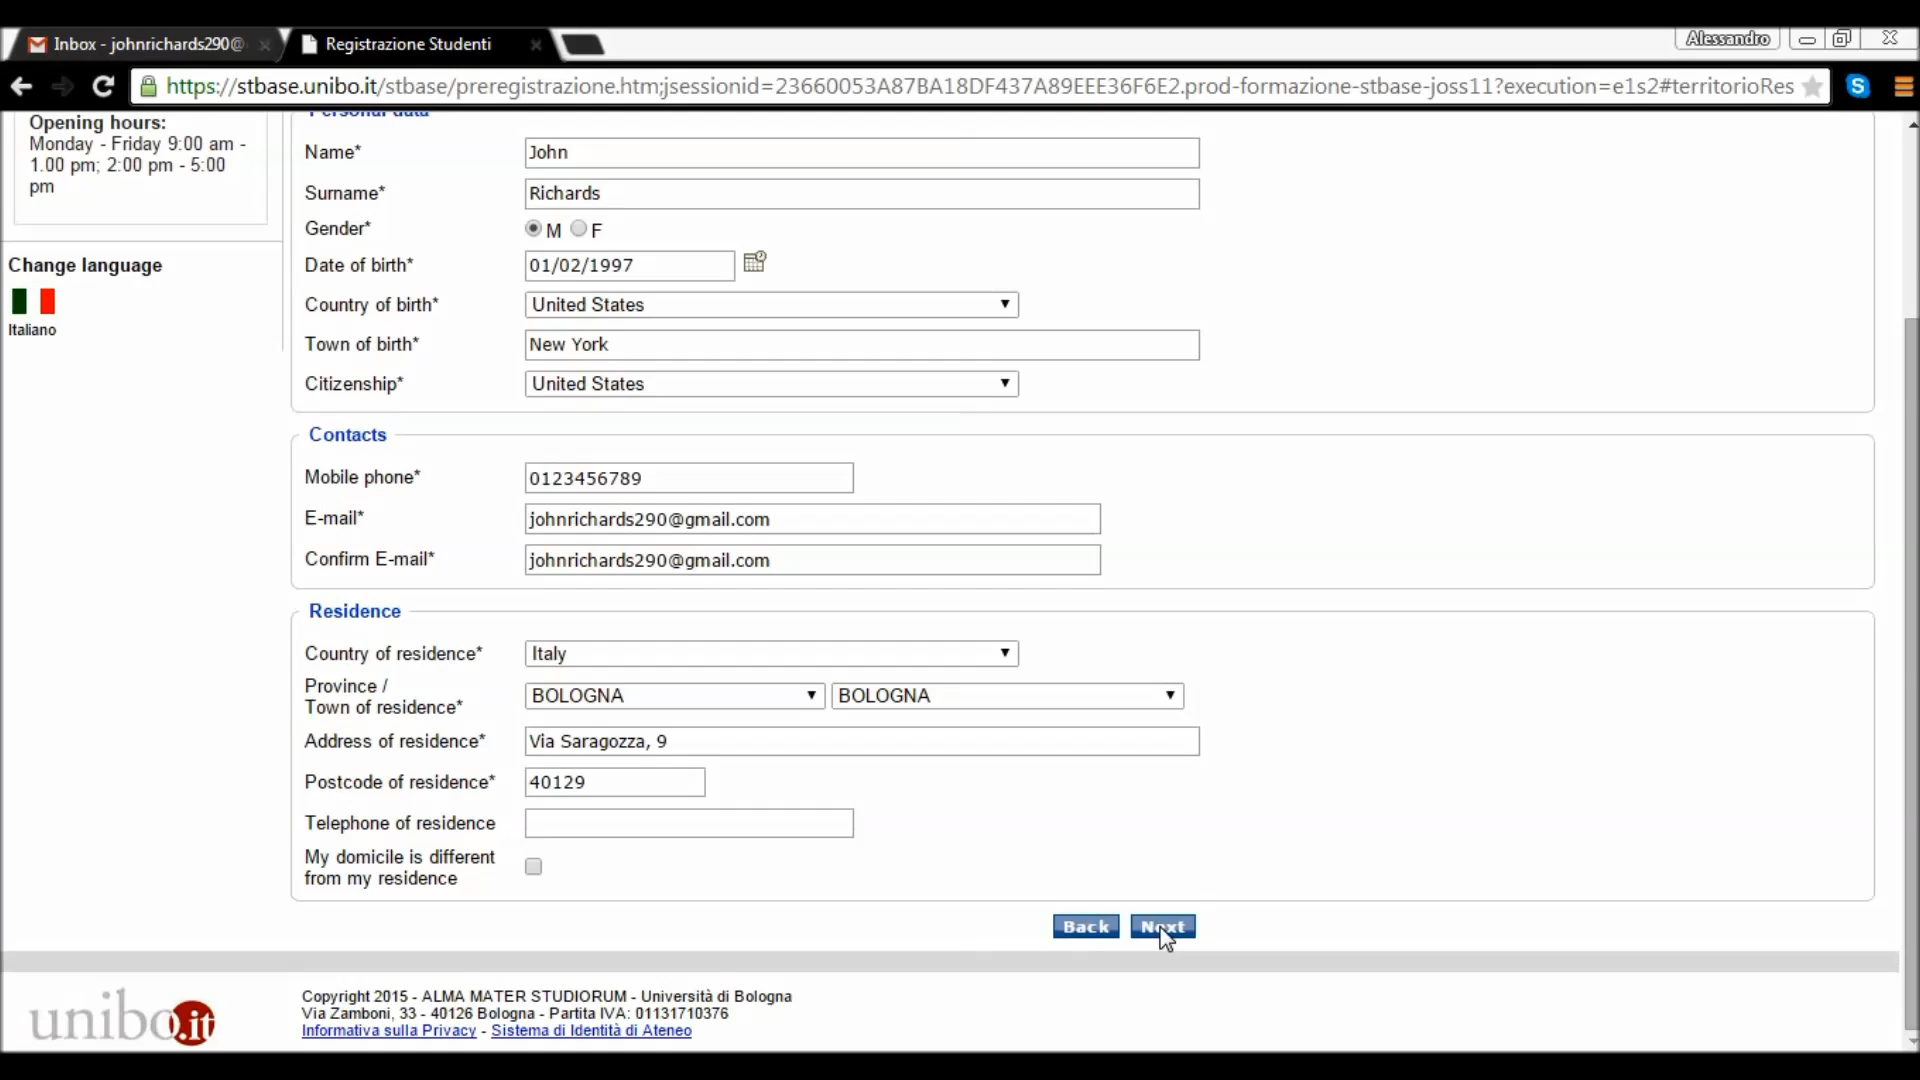 Inbox - johnrichards290@
Registrazione Studenti
Alessandro
https://stbase.unibo.it/stbase/preregistrazione.htm;jsessionid=23660053A87BA18DF437A89EEE36F6E2.prod-formazione-stbase-joss11?execution=e1s2#territorioRes
Opening hours:
Monday - Friday 9:00 am -
1.00 pm; 2:00 pm - 5:00
pm
Change language
Italiano
Personal data
Name* John
Surname* Richards
Gender* M F
Date of birth* 01/02/1997
Country of birth* United States
Town of birth* New York
Citizenship* United States
Contacts
Mobile phone* 0123456789
E-mail* johnrichards290@gmail.com
Confirm E-mail* johnrichards290@gmail.com
Residence
Country of residence* Italy
Province /
Town of residence* BOLOGNA BOLOGNA
Address of residence* Via Saragozza, 9
Postcode of residence* 40129
Telephone of residence
My domicile is different
from my residence
Back Next
unibo.it
Copyright 2015 - ALMA MATER STUDIORUM - Università di Bologna
Via Zamboni, 33 - 40126 Bologna - Partita IVA: 01131710376
Informativa sulla Privacy - Sistema di Identità di Ateneo